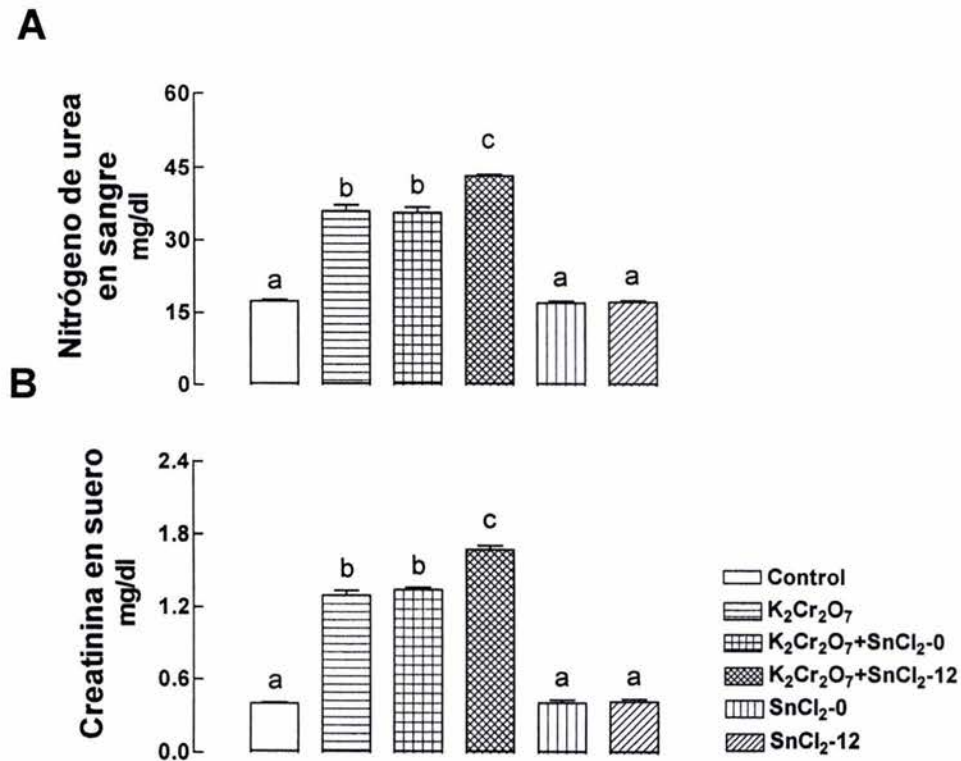 A
Nitrógeno de urea
en sangre
mg/dl
60
45
30
15
0
a
b
b
c
a
a
B
Creatinina en suero
mg/dl
2.4
1.8
1.2
0.6
0.0
a
b
b
c
a
a
Control
K₂Cr₂O₇
K₂Cr₂O₇+SnCl₂-0
K₂Cr₂O₇+SnCl₂-12
SnCl₂-0
SnCl₂-12